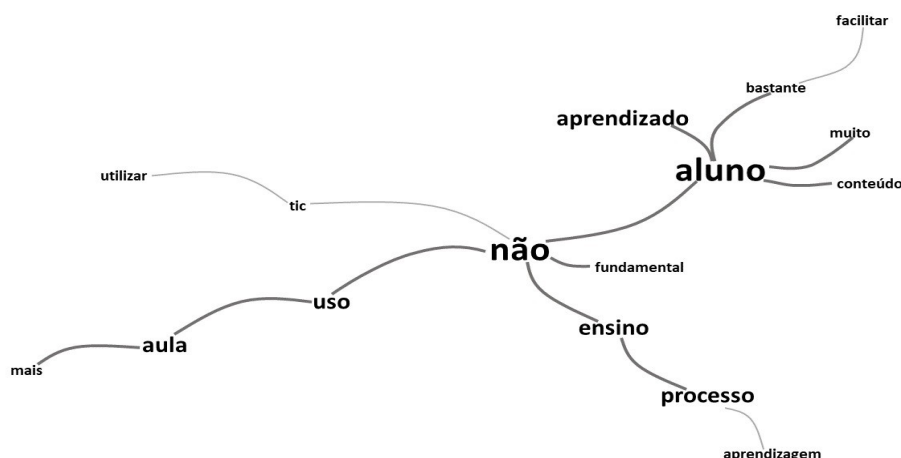 facilitar
bastante
aprendizado
muito
aluno
utilizar
conteúdo
tic
não
fundamental
uso
ensino
aula
mais
processo
aprendizagem